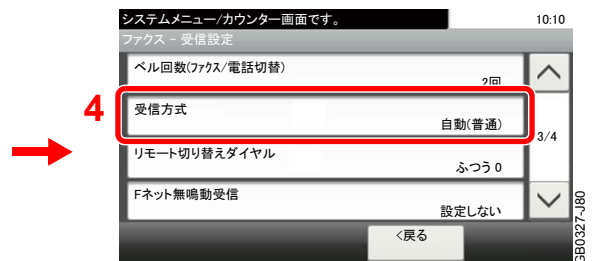 システムメニュー/カウンター画面です。
10:10
ファクス - 受信設定
ベル回数(ファクス/電話切替)
2回
4
受信方式
自動(普通)
3/4
リモート切り替えダイヤル
ふつう 0
Fネット無鳴動受信
設定しない
<戻る
GB0327-J80